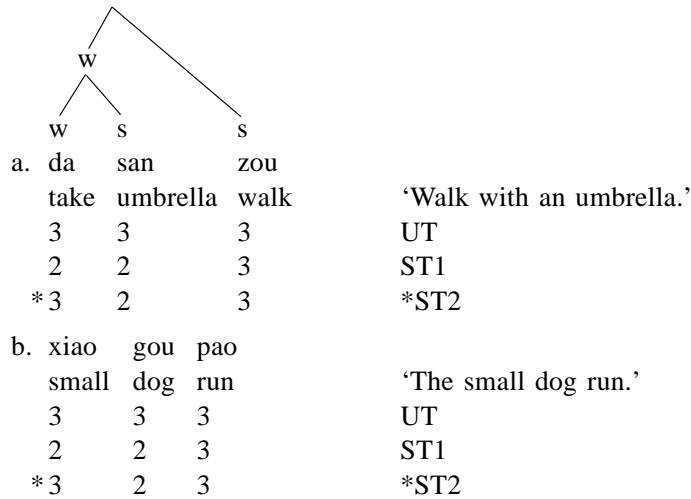 w
w s s
a. da san zou
take umbrella walk ‘Walk with an umbrella.’
3 3 3 UT
2 2 3 ST1
*3 2 3 *ST2
b. xiao gou pao
small dog run ‘The small dog run.’
3 3 3 UT
2 2 3 ST1
*3 2 3 *ST2